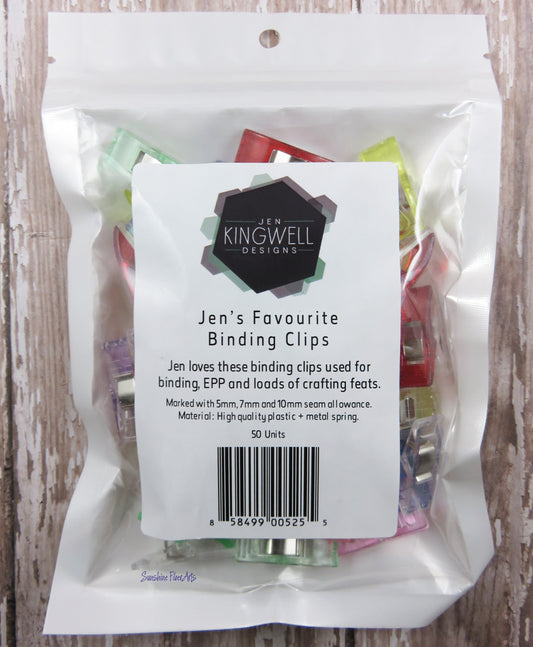 JEN
KINGWELL
DESIGNS
Jen's Favourite
Binding Clips
Jen loves these binding clips used for
binding, EPP and loads of crafting feats.
Marked with 5mm, 7mm and 10mm seam allowance.
Material: High quality plastic + metal spring.
50 Units
8 58499 00525 5
Sunshine FineArts